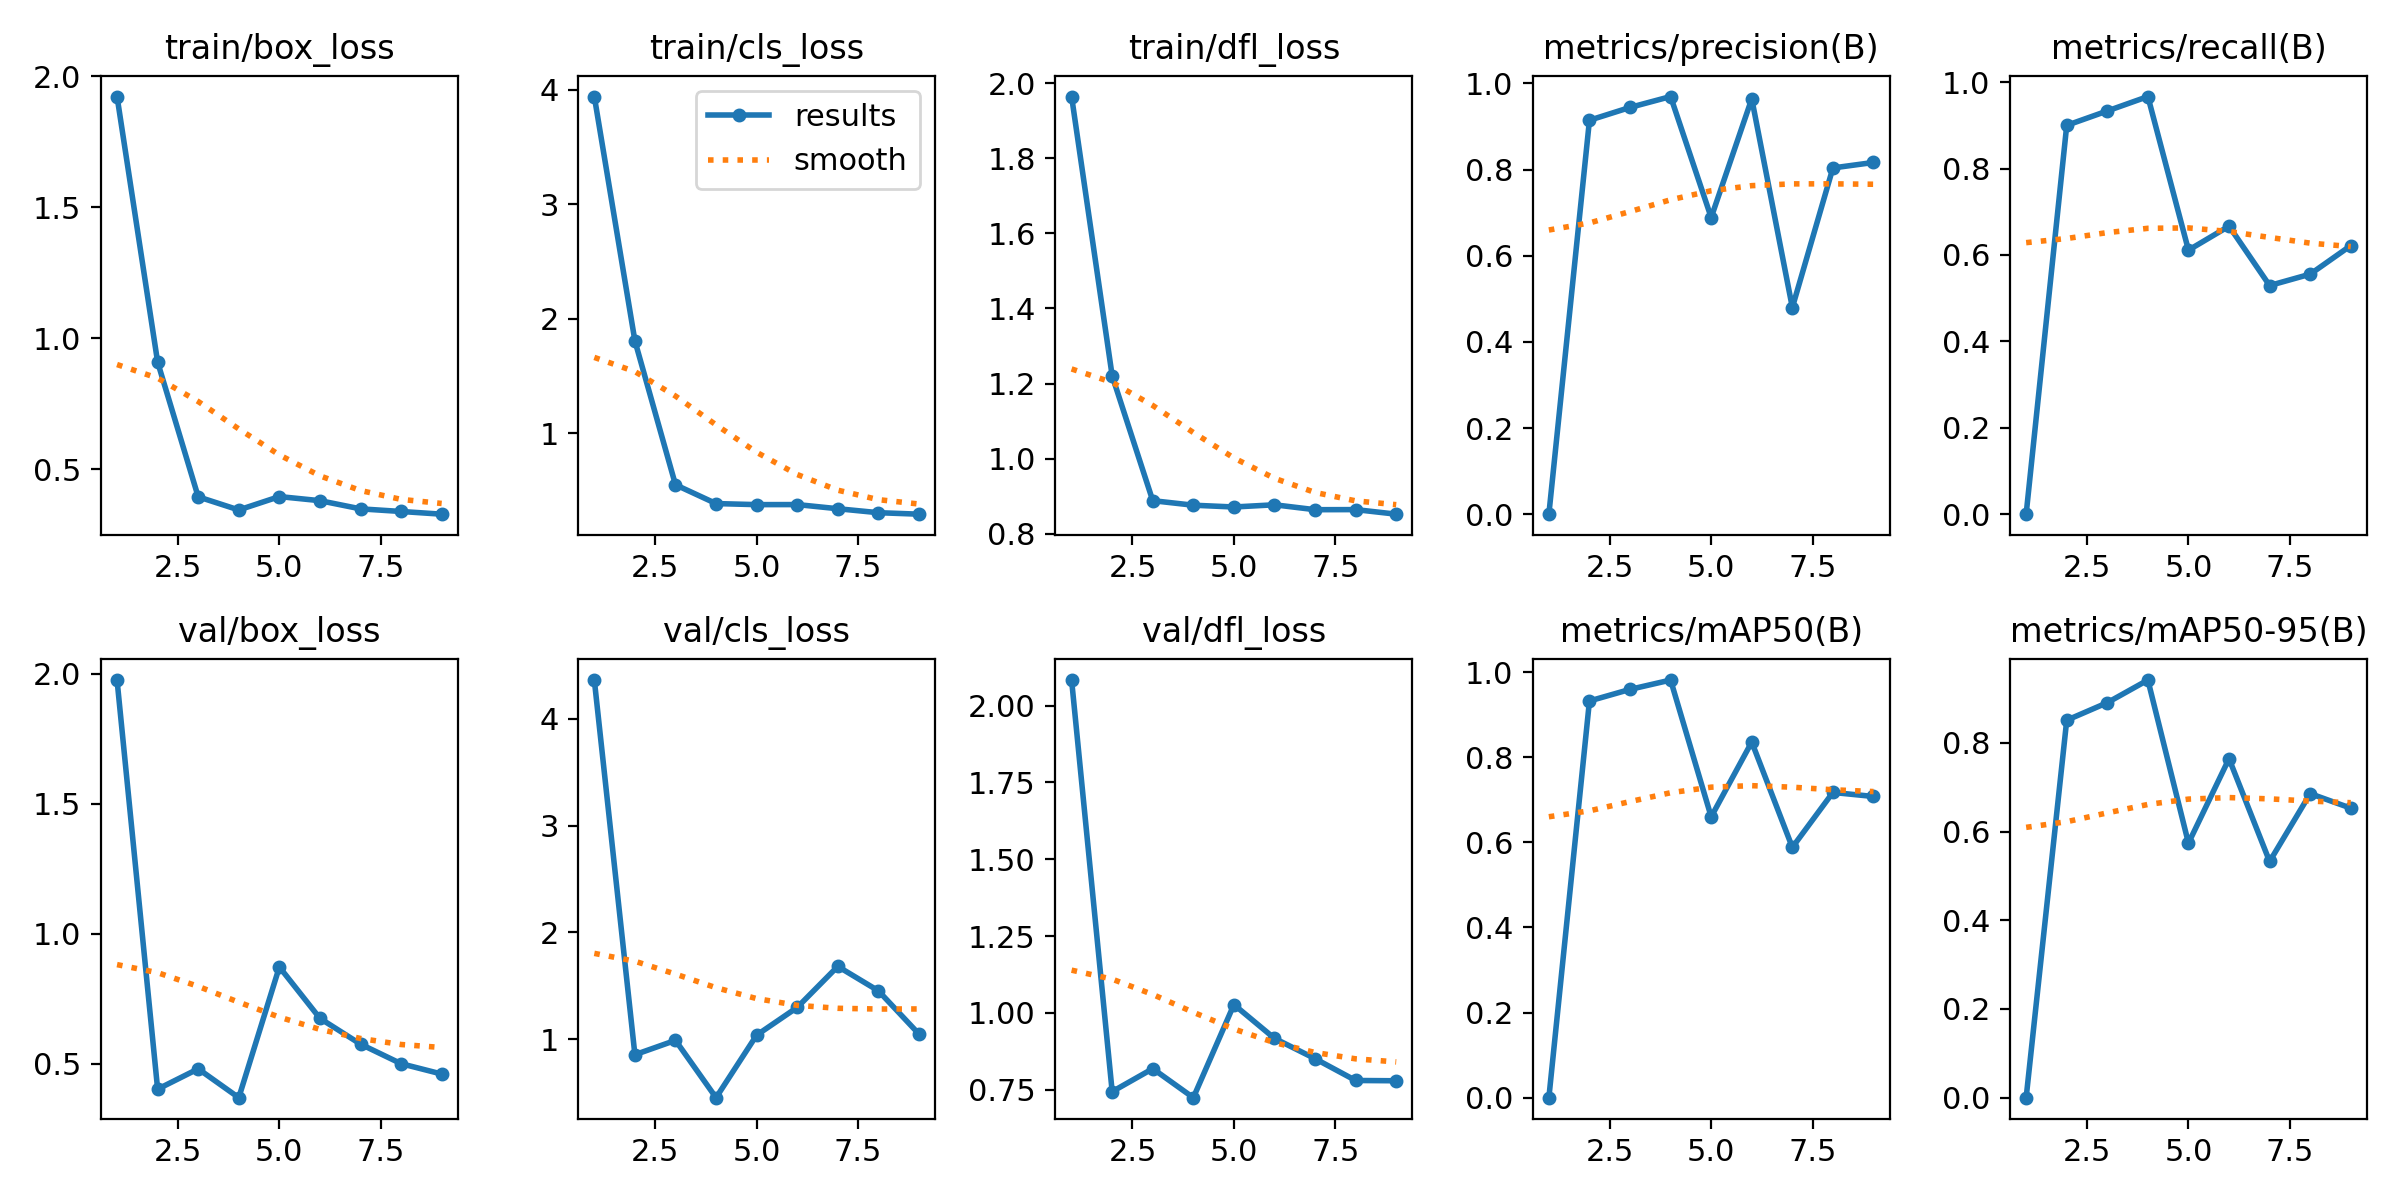 train/box_loss
2.0
1.5
1.0
0.5
2.5 5.0 7.5
train/cls_loss
results
smooth
4
3
2
1
2.5 5.0 7.5
train/dfl_loss
2.0
1.8
1.6
1.4
1.2
1.0
0.8
2.5 5.0 7.5
metrics/precision(B)
1.0
0.8
0.6
0.4
0.2
0.0
2.5 5.0 7.5
metrics/recall(B)
1.0
0.8
0.6
0.4
0.2
0.0
2.5 5.0 7.5
val/box_loss
2.0
1.5
1.0
0.5
2.5 5.0 7.5
val/cls_loss
4
3
2
1
2.5 5.0 7.5
val/dfl_loss
2.00
1.75
1.50
1.25
1.00
0.75
2.5 5.0 7.5
metrics/mAP50(B)
1.0
0.8
0.6
0.4
0.2
0.0
2.5 5.0 7.5
metrics/mAP50-95(B)
0.8
0.6
0.4
0.2
0.0
2.5 5.0 7.5